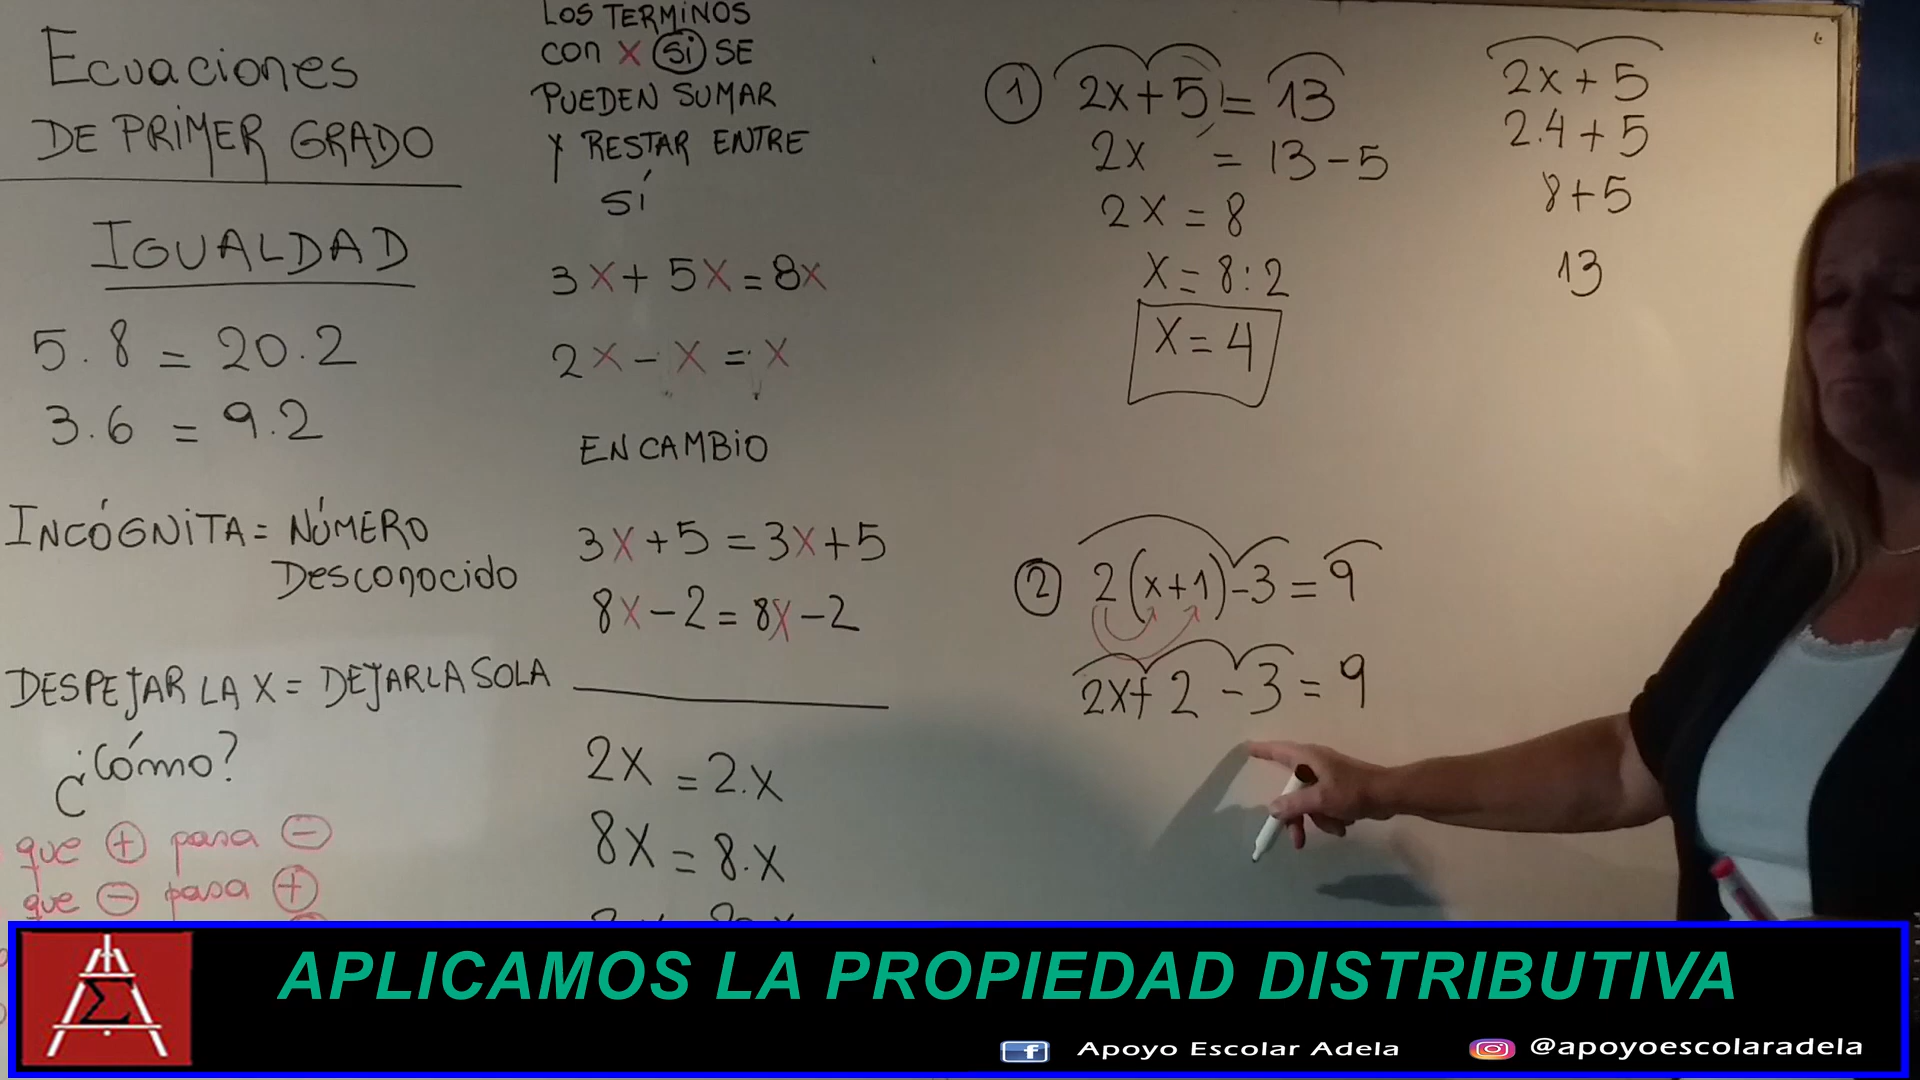 Ecuaciones
DE PRIMER GRADO
IGUALDAD
5.8 = 20.2
3.6 = 9.2
INCÓGNITA = NÚMERO
Desconocido
DESPEJAR LA X = DEJARLA SOLA
¿Cómo?
que + pasa -
que - pasa +
LOS TERMINOS
con X SI SE
PUEDEN SUMAR
Y RESTAR ENTRE
SÍ
3X + 5X = 8X
2X - X = X
EN CAMBIO
3X + 5 = 3X + 5
8X - 2 = 8X - 2
2X = 2.X
8X = 8.X
1 2X + 5 = 13
2X = 13 - 5
2X = 8
X = 8 : 2
X = 4
2X + 5
2.4 + 5
8 + 5
13
2 2(x+1) - 3 = 9
2X + 2 - 3 = 9
APLICAMOS LA PROPIEDAD DISTRIBUTIVA
f Apoyo Escolar Adela @apoyoescolaradela